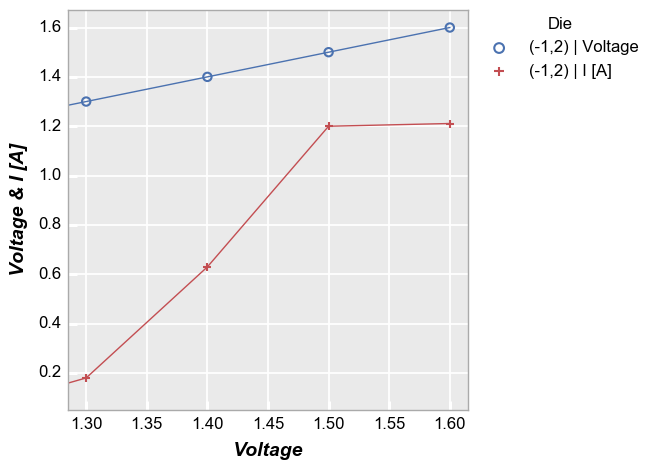 Die
(-1,2) | Voltage
(-1,2) | I [A]
Voltage & I [A]
1.6
1.4
1.2
1.0
0.8
0.6
0.4
0.2
1.30 1.35 1.40 1.45 1.50 1.55 1.60
Voltage